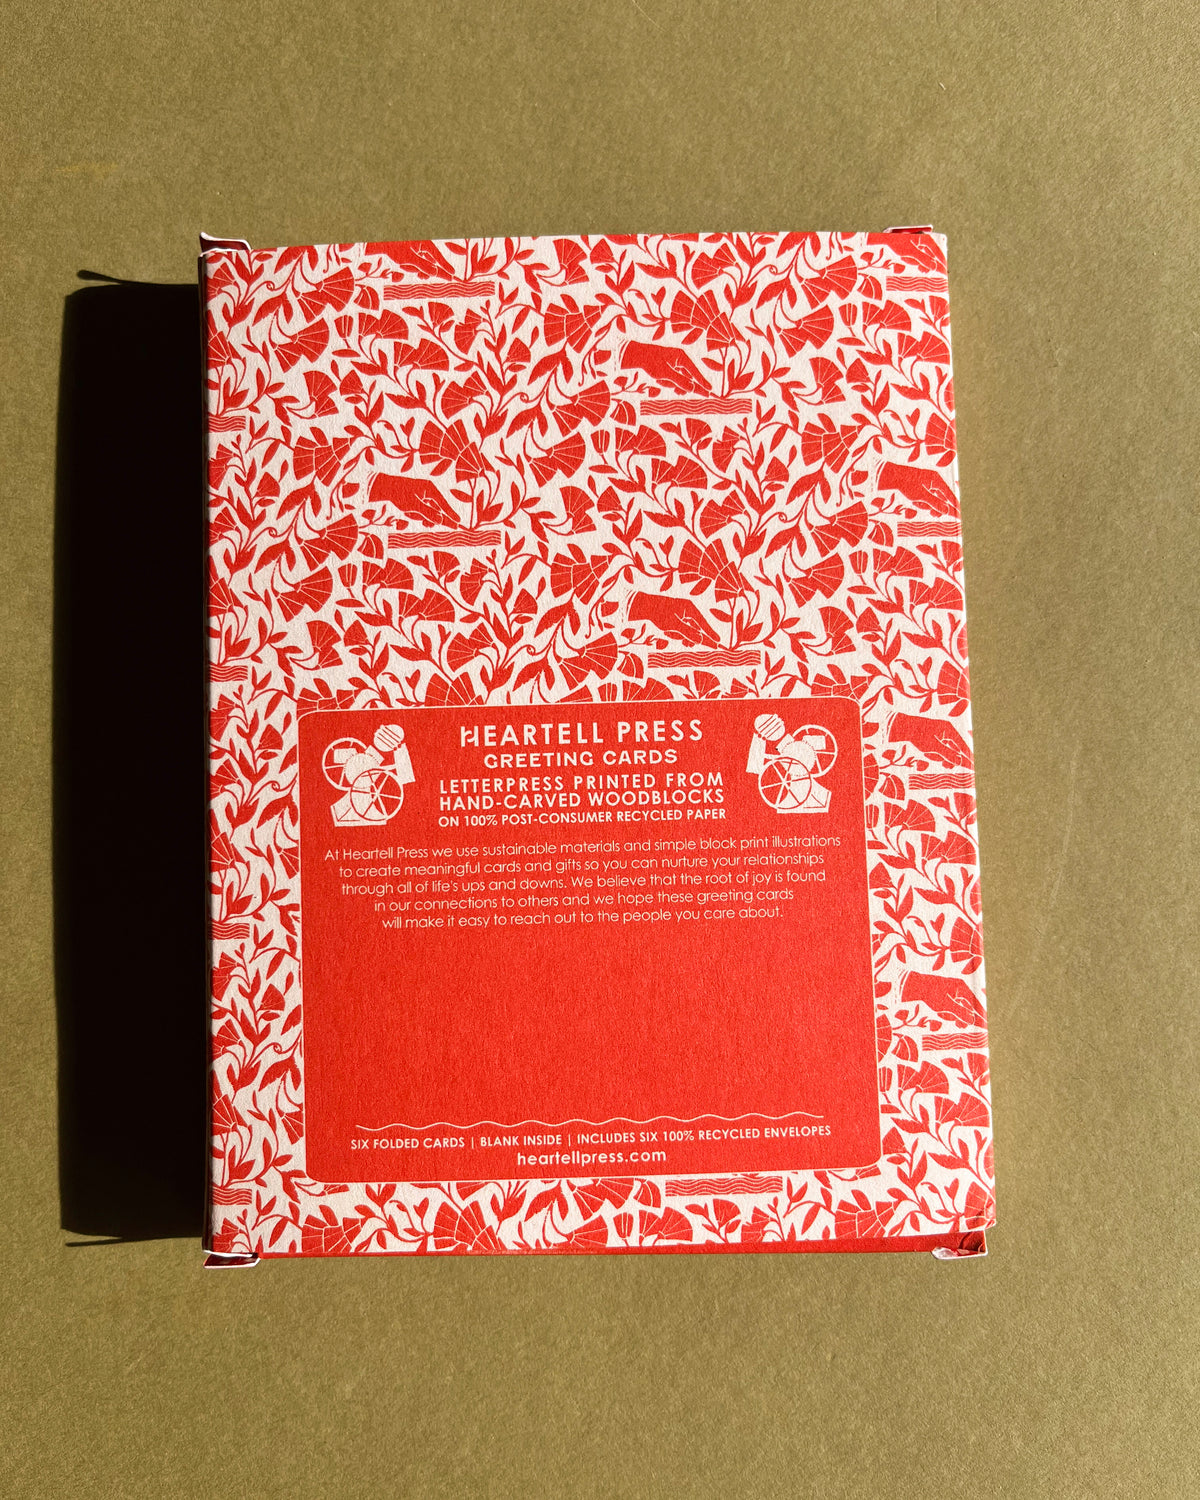 HEARTELL PRESS
GREETING CARDS
LETTERPRESS PRINTED FROM
HAND-CARVED WOODBLOCKS
ON 100% POST-CONSUMER RECYCLED PAPER
At Heartell Press we use sustainable materials and simple block print illustrations
to create meaningful cards and gifts so you can nurture your relationships
through all of life's ups and downs. We believe that the root of joy is found
in our connections to others and we hope these greeting cards
will make it easy to reach out to the people you care about.
SIX FOLDED CARDS | BLANK INSIDE | INCLUDES SIX 100% RECYCLED ENVELOPES
heartellpress.com